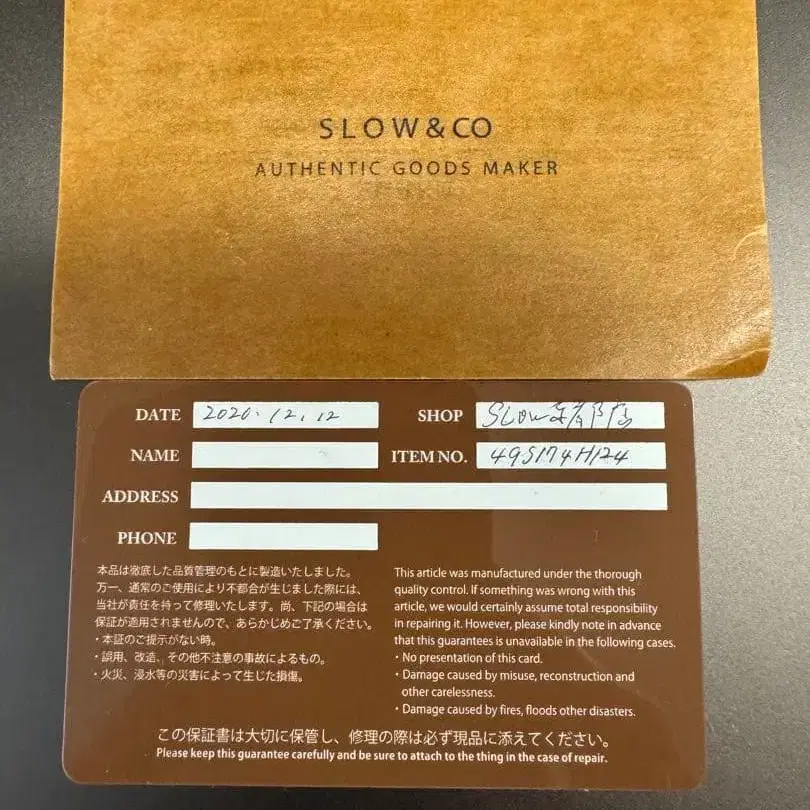 SLOW&CO
AUTHENTIC GOODS MAKER
DATE 2020.12.12 SHOP SLOW
NAME ITEM NO. 49S174H124
ADDRESS
PHONE
本品は徹底した品質管理のもとに製造いたしました。
万一、通常のご使用により不都合が生じました際には、
当社が責任を持って修理いたします。尚、下記の場合は
保証が適用されませんので、あらかじめご了承ください。
・本証のご提示がない時。
・誤用、改造、その他不注意の事故によるもの。
・火災、浸水等の災害によって生じた損傷。
This article was manufactured under the thorough
quality control. If something was wrong with this
article, we would certainly assume total responsibility
in repairing it. However, please kindly note in advance
that this guarantees is unavailable in the following cases.
・No presentation of this card.
・Damage caused by misuse, reconstruction and
other carelessness.
・Damage caused by fires, floods other disasters.
この保証書は大切に保管し、修理の際は必ず現品に添えてください。
Please keep this guarantee carefully and be sure to attach to the thing in the case of repair.